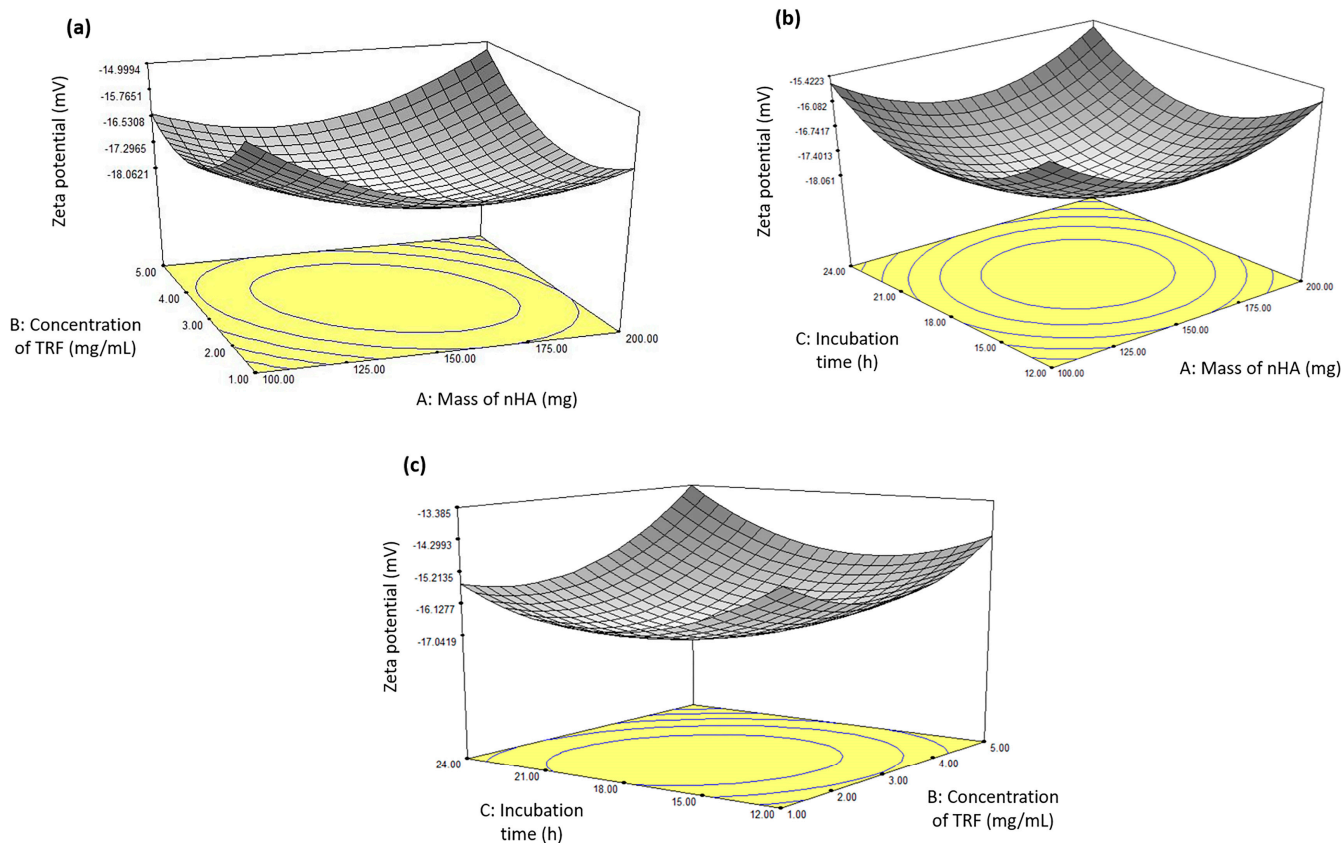 (a)
Zeta potential (mV)
-14.9994
-15.7651
-16.5308
-17.2965
-18.0621
5.00
4.00
3.00
2.00
1.00
B: Concentration
of TRF (mg/mL)
100.00
125.00
150.00
175.00
200.00
A: Mass of nHA (mg)
(b)
Zeta potential (mV)
-15.4223
-16.082
-16.7417
-17.4013
-18.061
24.00
21.00
18.00
15.00
12.00
C: Incubation
time (h)
100.00
125.00
150.00
175.00
200.00
A: Mass of nHA (mg)
(c)
Zeta potential (mV)
-13.385
-14.2993
-15.2135
-16.1277
-17.0419
24.00
21.00
18.00
15.00
12.00
C: Incubation
time (h)
1.00
2.00
3.00
4.00
5.00
B: Concentration
of TRF (mg/mL)